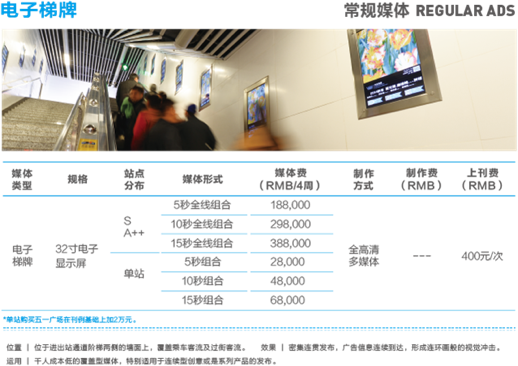 电子梯牌
常规媒体 REGULAR ADS
媒体类型 规格 站点分布 媒体形式 媒体费（RMB/4周） 制作方式 制作费（RMB） 上刊费（RMB）
电子梯牌 32寸电子显示屏 S A++ 5秒全线组合 188,000 全高清多媒体 --- 400元/次
10秒全线组合 298,000
15秒全线组合 388,000
单站 5秒组合 28,000
10秒组合 48,000
15秒组合 68,000
*单站购买五一广场在刊例基础上加2万元。
位置 | 位于进出站通道阶梯两侧的墙面上，覆盖乘车客流及过街客流。 效果 | 密集连贯发布，广告信息连续到达，形成连环画般的视觉冲击。
运用 | 千人成本低的覆盖型媒体，特别适用于连续型创意或是系列产品的发布。